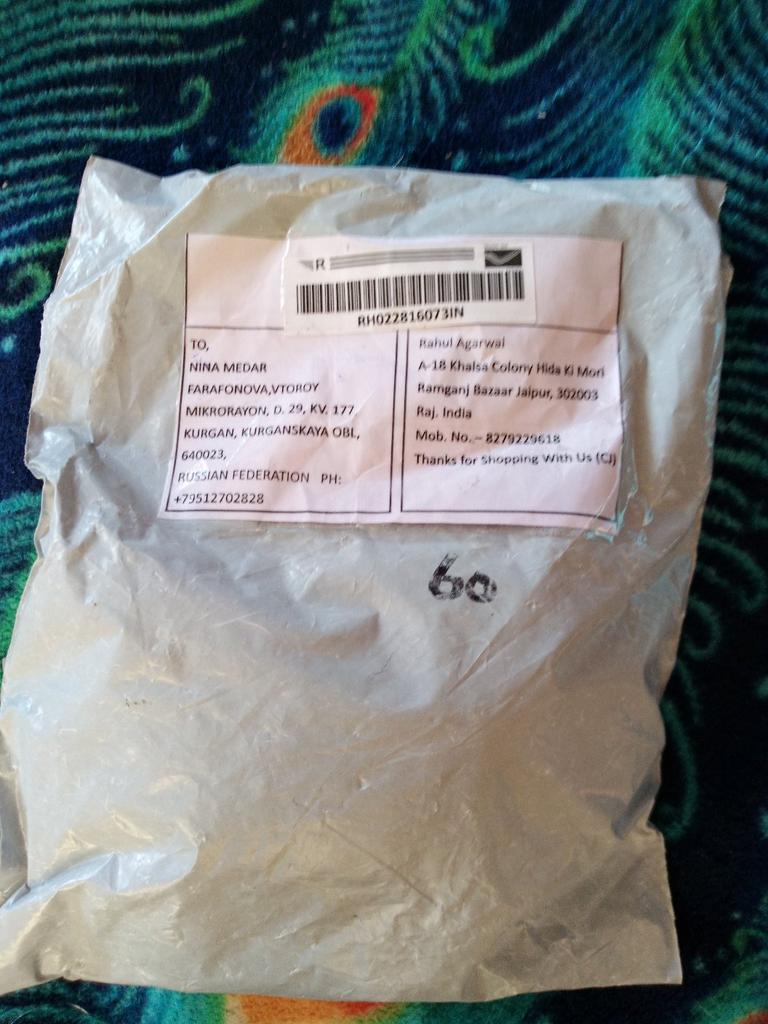 R
RH022816073IN
TO,
NINA MEDAR
FARAFONOVA,VTOROY
MIKRORAYON, D. 29, KV. 177,
KURGAN, KURGANSKAYA OBL,
640023,
RUSSIAN FEDERATION PH:
+79512702828
Rahul Agarwal
A-18 Khalsa Colony Hida Ki Mori
Ramganj Bazaar Jaipur, 302003
Raj. India
Mob. No. – 8279229618
Thanks for Shopping With Us (CJ)
60